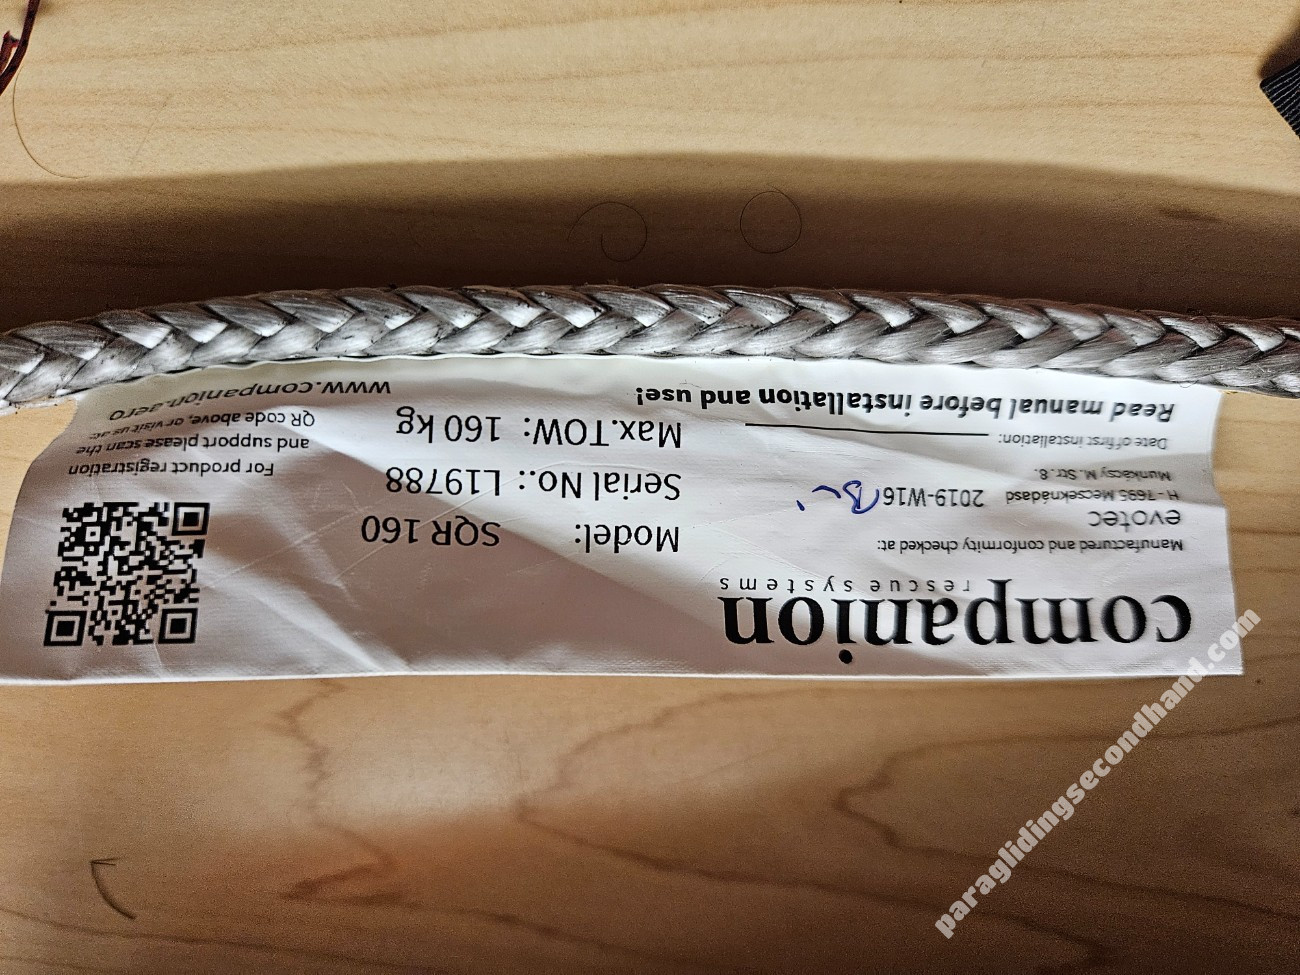 companion
rescue systems
Manufactured and conformity checked at:
evotec
H - 7695 Mecseknádasd 2019-W16
Munkácsy M. Str. 8.
Date of first installation:
Read manual before installation and use!
Model: SQR 160
Serial No.: L19788
Max.TOW: 160 kg
For product registration
and support please scan the
QR code above, or visit us at:
www.companion.aero
paraglidingsecondhand.com